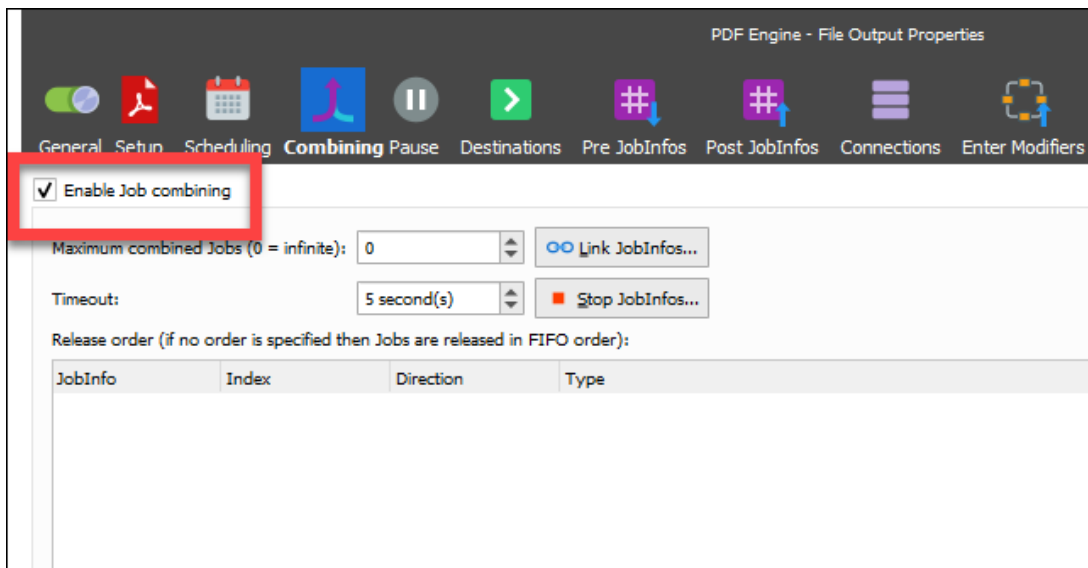 PDF Engine - File Output Properties
General Setup Scheduling Combining Pause Destinations Pre JobInfos Post JobInfos Connections Enter Modifiers
Enable Job combining
Maximum combined Jobs (0 = infinite): 0 Link JobInfos...
Timeout: 5 second(s) Stop JobInfos...
Release order (if no order is specified then Jobs are released in FIFO order):
JobInfo Index Direction Type